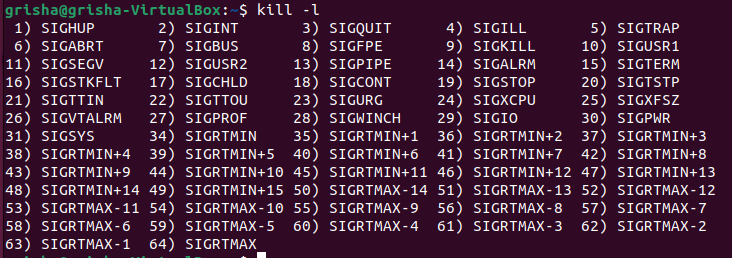 grisha@grisha-VirtualBox:~$ kill -l
 1) SIGHUP	 2) SIGINT	 3) SIGQUIT	 4) SIGILL	 5) SIGTRAP
 6) SIGABRT	 7) SIGBUS	 8) SIGFPE	 9) SIGKILL	10) SIGUSR1
11) SIGSEGV	12) SIGUSR2	13) SIGPIPE	14) SIGALRM	15) SIGTERM
16) SIGSTKFLT	17) SIGCHLD	18) SIGCONT	19) SIGSTOP	20) SIGTSTP
21) SIGTTIN	22) SIGTTOU	23) SIGURG	24) SIGXCPU	25) SIGXFSZ
26) SIGVTALRM	27) SIGPROF	28) SIGWINCH	29) SIGIO	30) SIGPWR
31) SIGSYS	34) SIGRTMIN	35) SIGRTMIN+1	36) SIGRTMIN+2	37) SIGRTMIN+3
38) SIGRTMIN+4	39) SIGRTMIN+5	40) SIGRTMIN+6	41) SIGRTMIN+7	42) SIGRTMIN+8
43) SIGRTMIN+9	44) SIGRTMIN+10	45) SIGRTMIN+11	46) SIGRTMIN+12	47) SIGRTMIN+13
48) SIGRTMIN+14	49) SIGRTMIN+15	50) SIGRTMAX-14	51) SIGRTMAX-13	52) SIGRTMAX-12
53) SIGRTMAX-11	54) SIGRTMAX-10	55) SIGRTMAX-9	56) SIGRTMAX-8	57) SIGRTMAX-7
58) SIGRTMAX-6	59) SIGRTMAX-5	60) SIGRTMAX-4	61) SIGRTMAX-3	62) SIGRTMAX-2
63) SIGRTMAX-1	64) SIGRTMAX
grisha@grisha-VirtualBox:~$